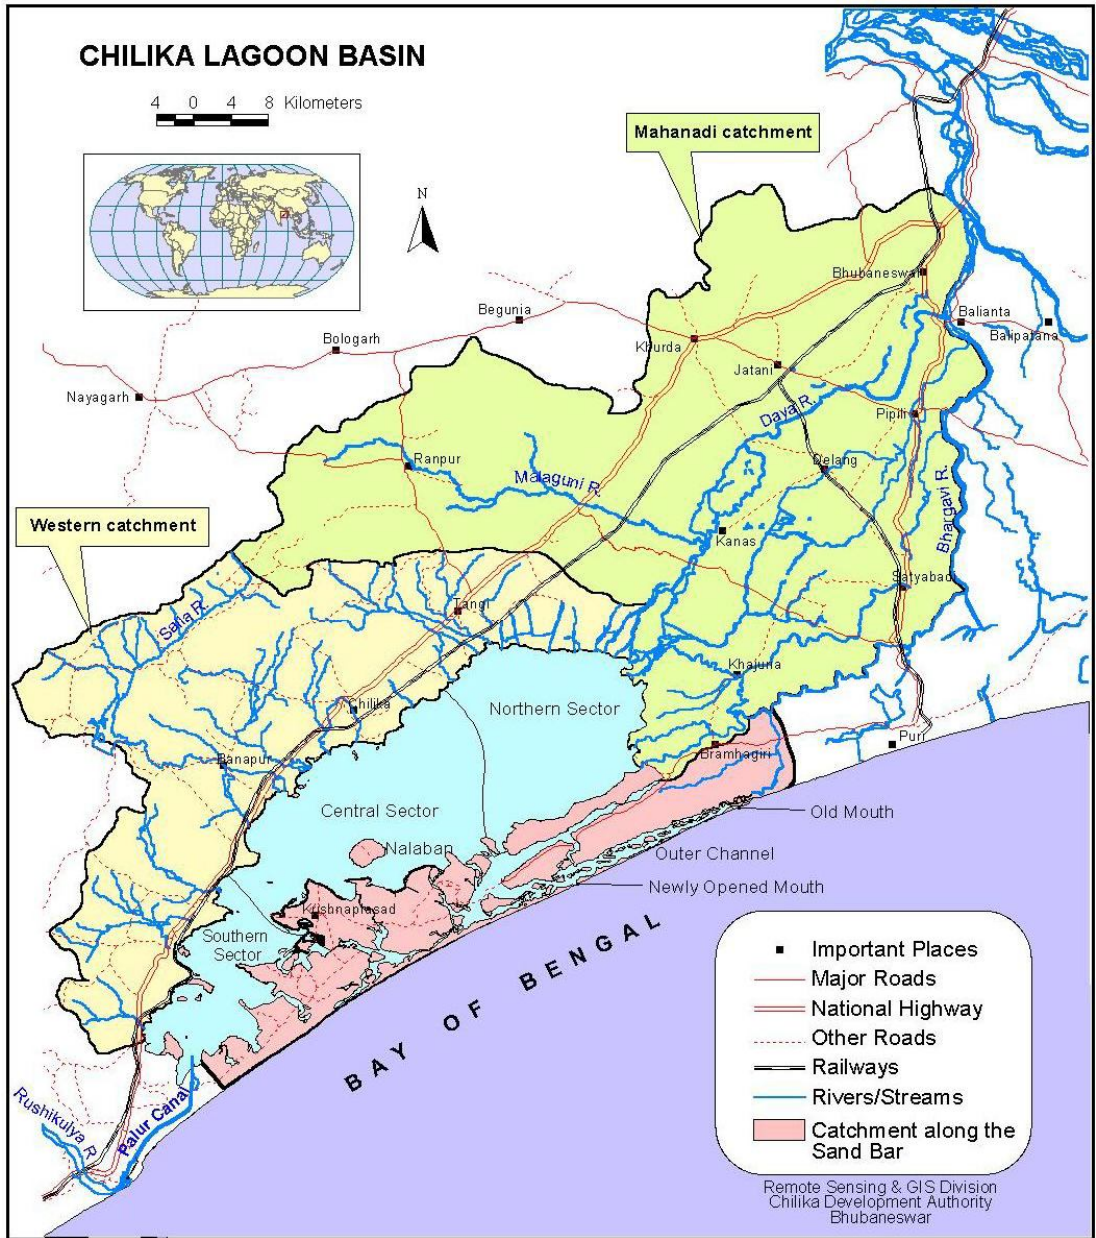 CHILIKA LAGOON BASIN
4 0 4 8 Kilometers
Mahanadi catchment
N
Bhubaneswar
Begunia
Balianta
Balipatana
Bologarh
Khurda
Jatani
Nayagarh
Daya R.
Pipili
Ranpur
Delang
Malaguni R.
Bhargavi R.
Western catchment
Kanas
Satyabadi
Salia R.
Tangi
Khajuria
Chilika
Northern Sector
Puri
Bramhagiri
Banapur
Central Sector
Old Mouth
Nalaban
Outer Channel
Newly Opened Mouth
Krushnaprasad
Southern
Sector
BAY OF BENGAL
Important Places
Major Roads
National Highway
Other Roads
Railways
Rivers/Streams
Catchment along the
Sand Bar
Rushikulya R
Palur Canal
Remote Sensing & GIS Division
Chilika Development Authority
Bhubaneswar